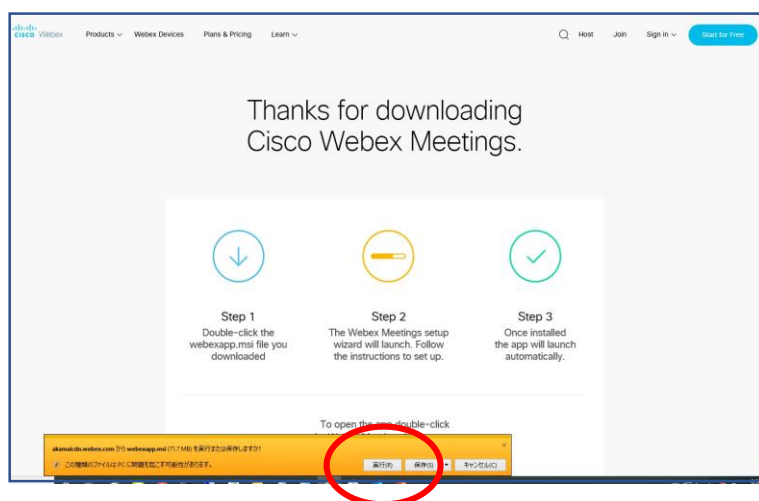 cisco Webex
Products
Webex Devices
Plans & Pricing
Learn
Host
Join
Sign in
Start for Free
Thanks for downloading
Cisco Webex Meetings.
Step 1
Double-click the
webexapp.msi file you
downloaded
Step 2
The Webex Meetings setup
wizard will launch. Follow
the instructions to set up.
Step 3
Once installed
the app will launch
automatically.
To open the app double-click
akamaicdn.webex.com から webexapp.msi (71.7 MB) を実行または保存しますか?
この種類のファイルは PC に問題を起こす可能性があります。
実行(R)
保存(S)
キャンセル(C)